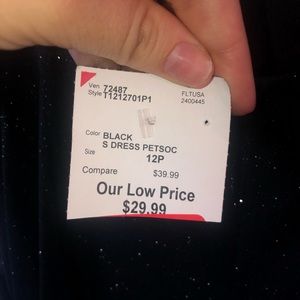 Ven 72487 FLTUSA
Style T1212701P1 2400445
Color BLACK
S DRESS PETSOC
Size 12P
Compare $39.99
Our Low Price
$29.99